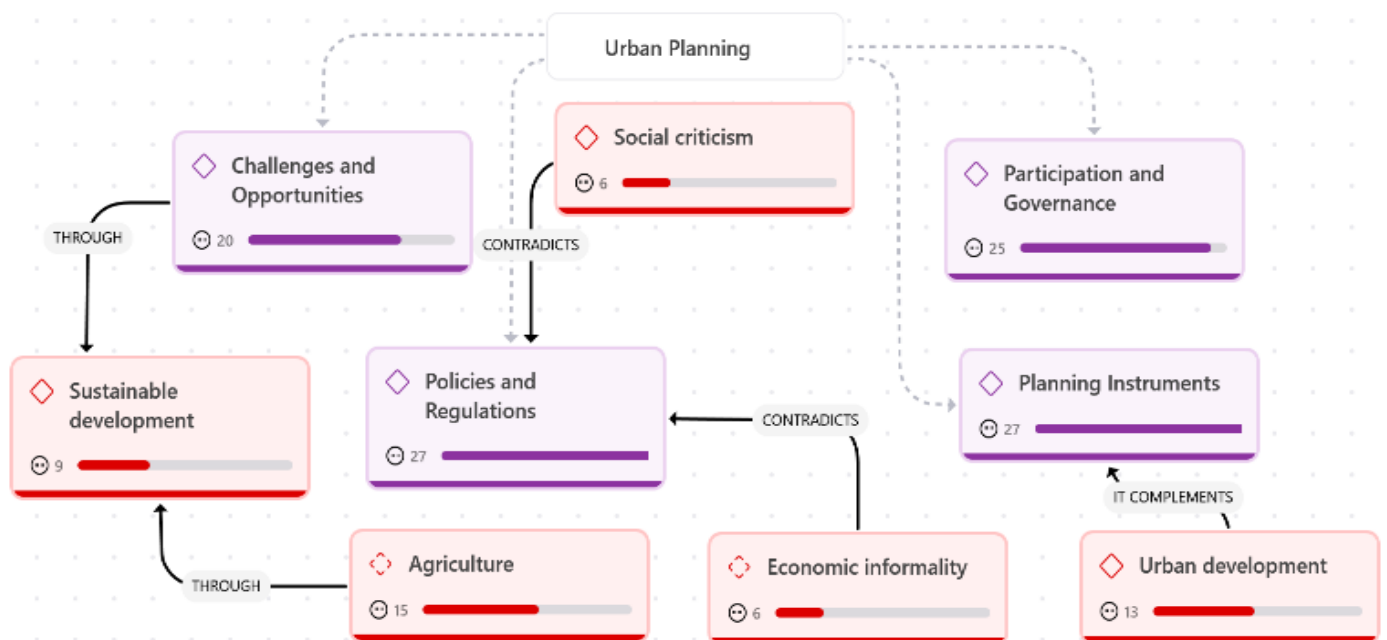 Urban Planning
Social criticism
6
Challenges and
Opportunities
20
Participation and
Governance
25
THROUGH
CONTRADICTS
Sustainable
development
9
Policies and
Regulations
27
CONTRADICTS
Planning Instruments
27
IT COMPLEMENTS
THROUGH
Agriculture
15
Economic informality
6
Urban development
13